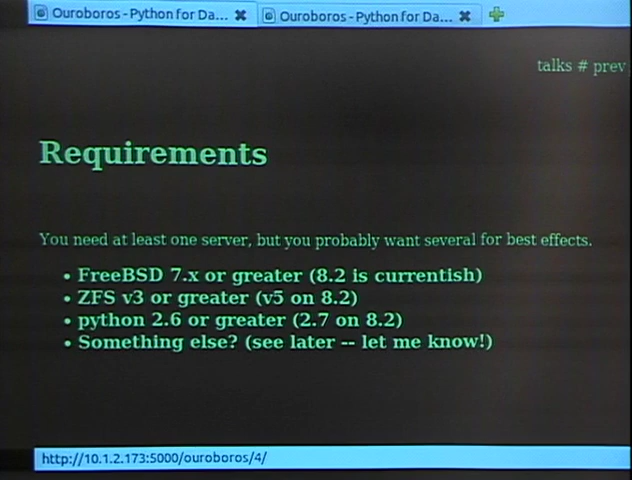 Ouroboros - Python for Da... Ouroboros - Python for Da...
talks # prev
Requirements
You need at least one server, but you probably want several for best effects.
• FreeBSD 7.x or greater (8.2 is currentish)
• ZFS v3 or greater (v5 on 8.2)
• python 2.6 or greater (2.7 on 8.2)
• Something else? (see later -- let me know!)
http://10.1.2.173:5000/ouroboros/4/